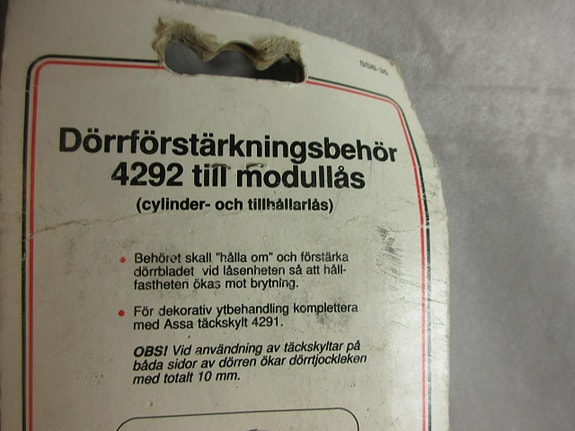 SSB-35
Dörrförstärkningsbehör
4292 till modullås
(cylinder- och tillhållarlås)
Behöret skall "hålla om" och förstärka
dörrbladet vid låsenheten så att håll-
fastheten ökas mot brytning.
För dekorativ ytbehandling komplettera
med Assa täckskylt 4291.
OBS! Vid användning av täckskyltar på
båda sidor av dörren ökar dörrtjockleken
med totalt 10 mm.